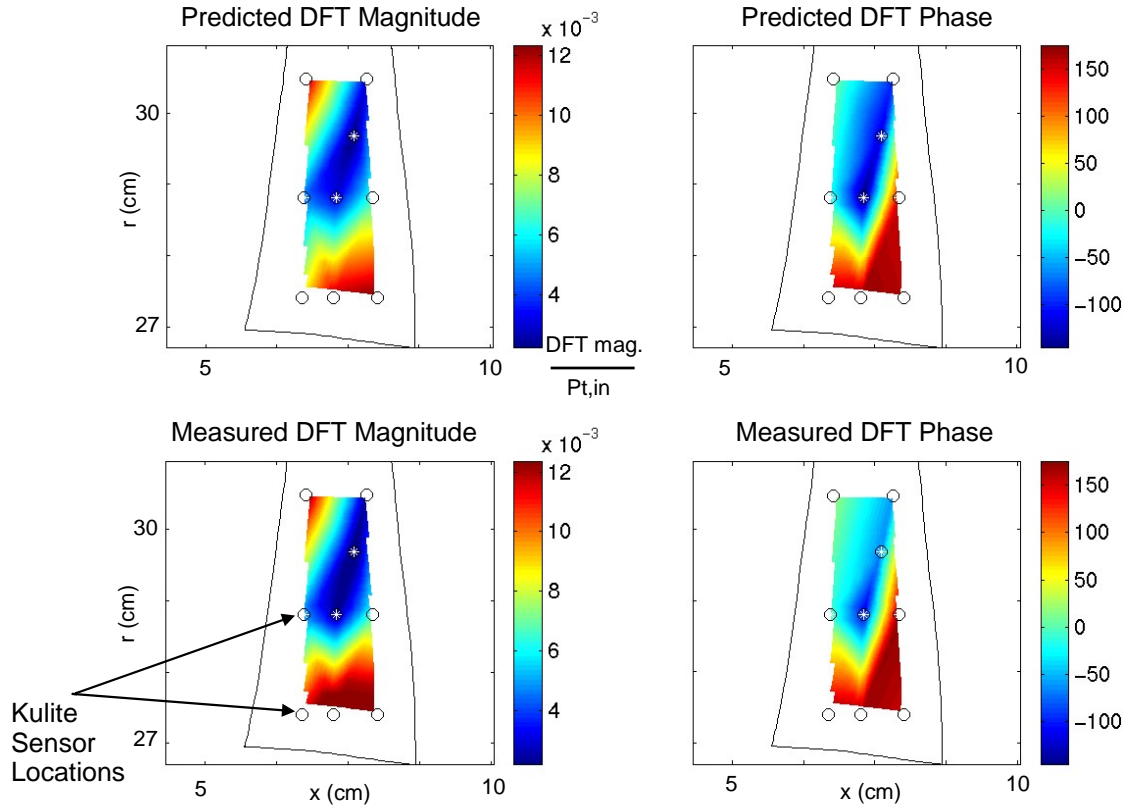 Predicted DFT Magnitude
Predicted DFT Phase
x 10⁻³
12
10
8
6
4
150
100
50
0
−50
−100
30
27
r (cm)
5
10
5
10
DFT mag.
Pt,in
Measured DFT Magnitude
Measured DFT Phase
x 10⁻³
12
10
8
6
4
150
100
50
0
−50
−100
30
27
r (cm)
Kulite
Sensor
Locations
5
10
x (cm)
5
10
x (cm)